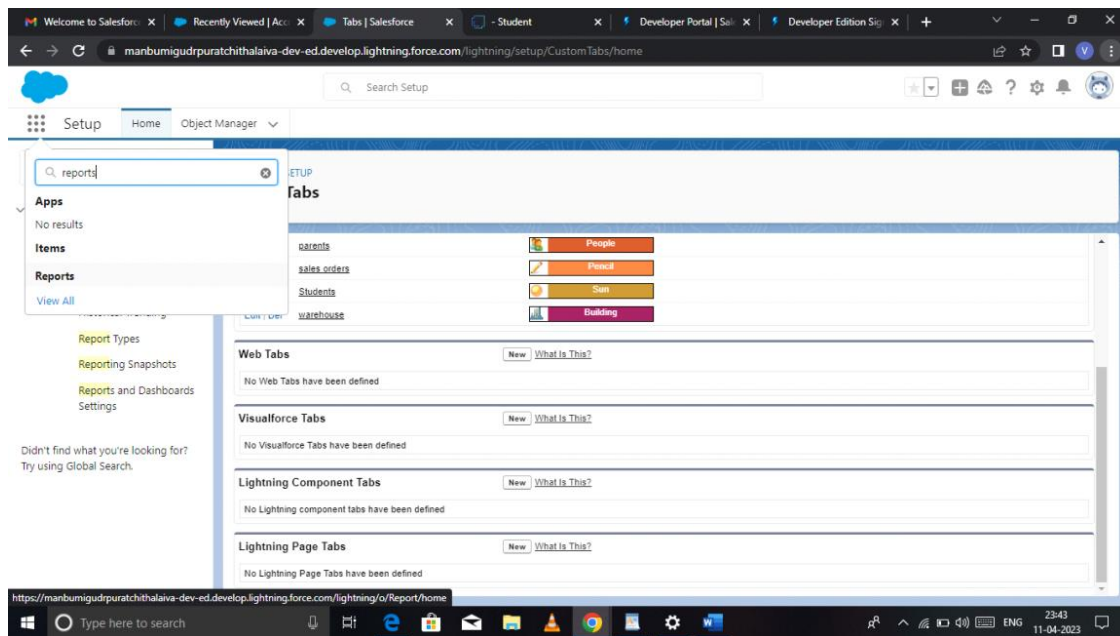 Welcome to Salesforc
Recently Viewed | Acc
Tabs | Salesforce
- Student
Developer Portal | Sal
Developer Edition Sig
manbumigudrpuratchithalaiva-dev-ed.develop.lightning.force.com/lightning/setup/CustomTabs/home
V
Search Setup
Setup
Home
Object Manager
reports
SETUP
Tabs
Apps
No results
Items
Reports
View All
parents
People
sales orders
Pencil
Students
Sun
Edit | Del
warehouse
Building
Report Types
Reporting Snapshots
Reports and Dashboards
Settings
Didn't find what you're looking for?
Try using Global Search.
Web Tabs
New
What Is This?
No Web Tabs have been defined
Visualforce Tabs
New
What Is This?
No Visualforce Tabs have been defined
Lightning Component Tabs
New
What Is This?
No Lightning component tabs have been defined
Lightning Page Tabs
New
What Is This?
No Lightning Page Tabs have been defined
https://manbumigudrpuratchithalaiva-dev-ed.develop.lightning.force.com/lightning/o/Report/home
Type here to search
ENG
23:43
11-04-2023